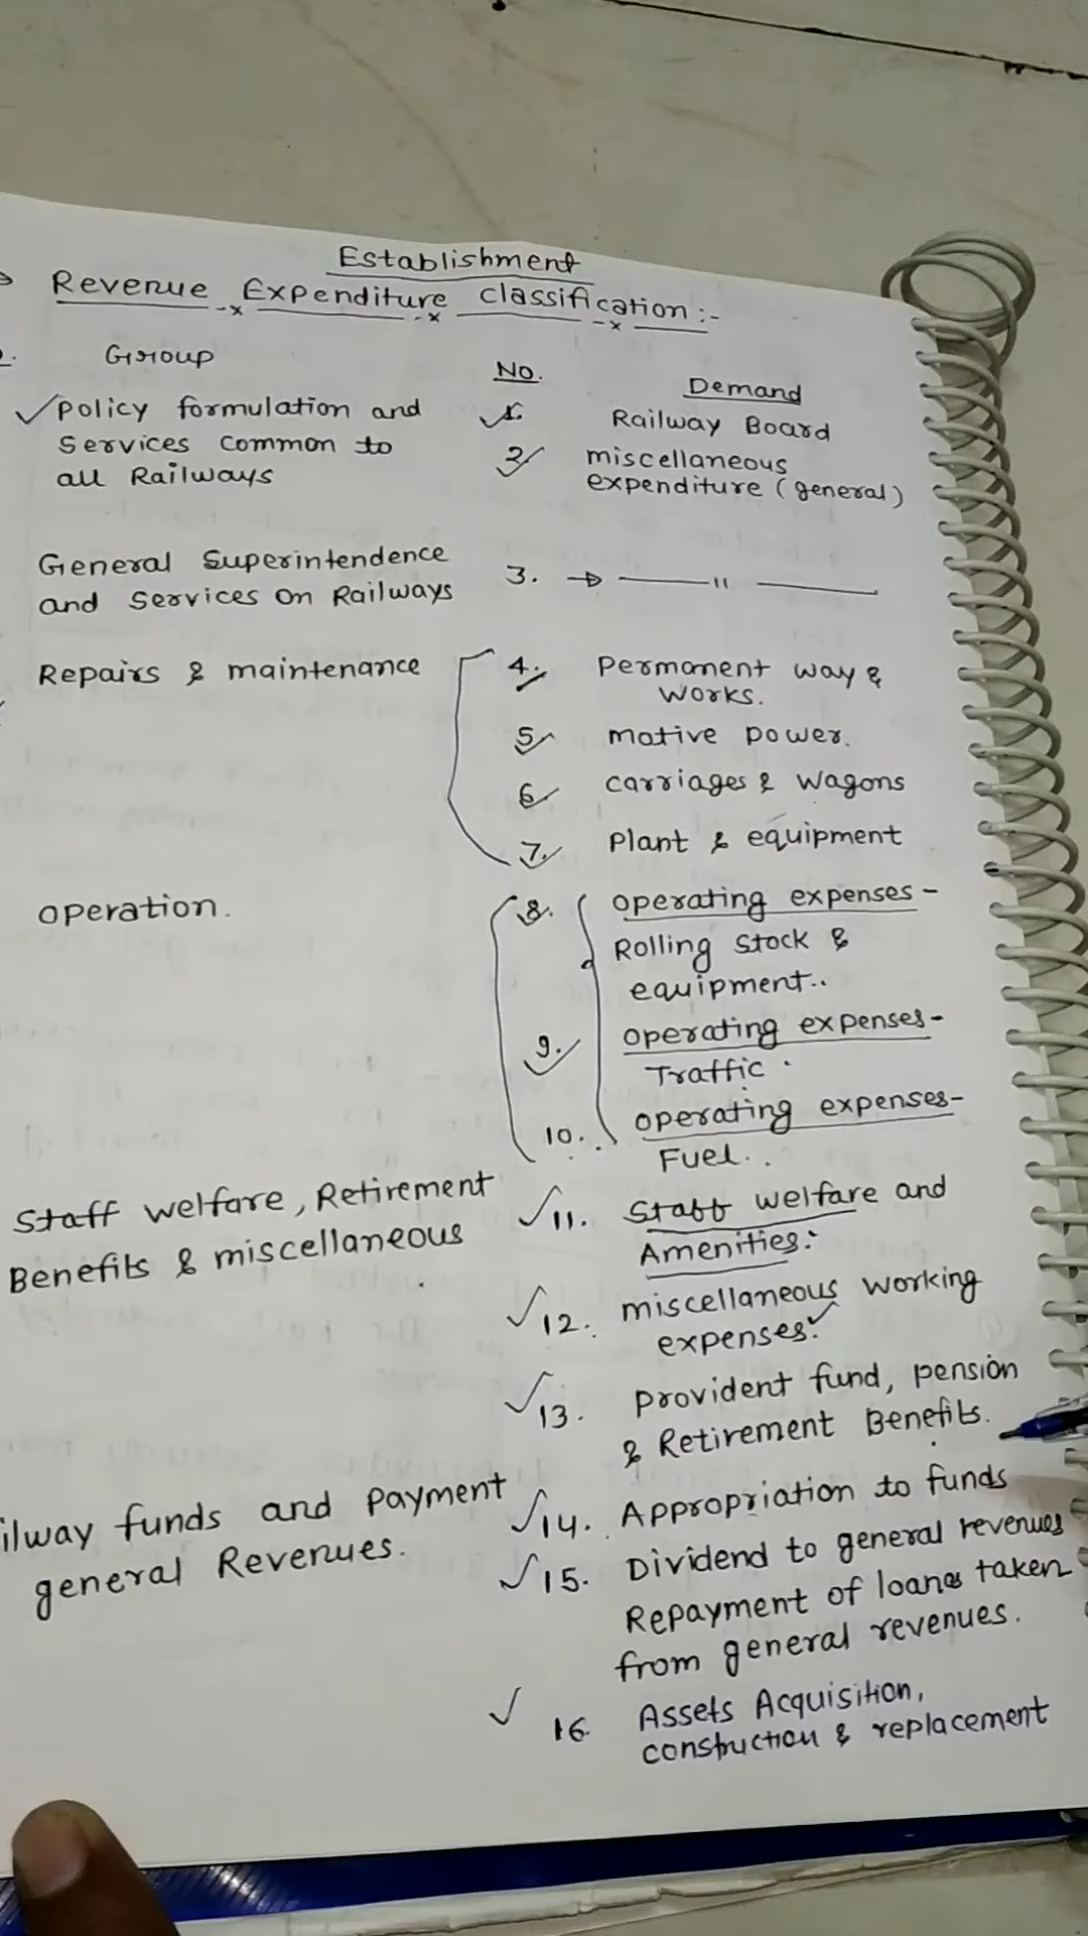 Establishment
Revenue Expenditure classification :-
Group No. Demand
Policy formulation and 1. Railway Board
Services common to 2 miscellaneous
all Railways expenditure (general)
General Superintendence 3. → — 11 —
and Services on Railways
Repairs & maintenance 4. Permanent way &
works.
5 motive power.
6 carriages & wagons
7. Plant & equipment
operation. 8. operating expenses -
Rolling stock &
equipment..
9. operating expenses -
Traffic.
10. operating expenses -
Fuel..
Staff welfare, Retirement 11. Staff welfare and
Benefits & miscellaneous Amenities:
12. miscellaneous working
expenses.
13. provident fund, pension
& Retirement Benefits.
ilway funds and payment 14. Appropriation to funds
general Revenues. 15. Dividend to general revenues
Repayment of loans taken
from general revenues.
16. Assets Acquisition,
construction & replacement